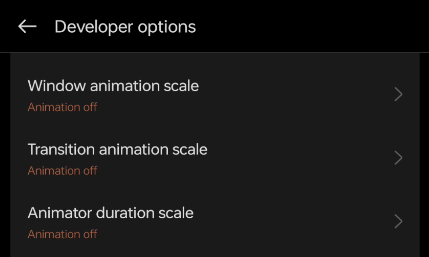 Developer options
Window animation scale
Animation off
Transition animation scale
Animation off
Animator duration scale
Animation off